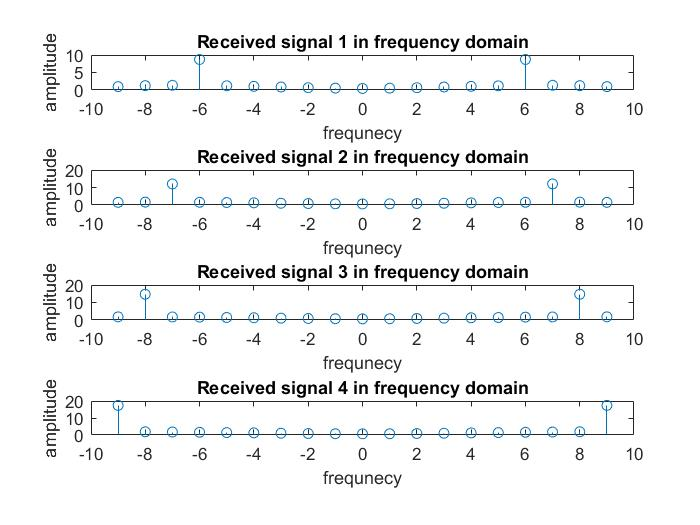 Received signal 1 in frequency domain
amplitude
10
5
0
-10 -8 -6 -4 -2 0 2 4 6 8 10
frequnecy
Received signal 2 in frequency domain
amplitude
20
10
0
-10 -8 -6 -4 -2 0 2 4 6 8 10
frequnecy
Received signal 3 in frequency domain
amplitude
20
10
0
-10 -8 -6 -4 -2 0 2 4 6 8 10
frequnecy
Received signal 4 in frequency domain
amplitude
20
10
0
-10 -8 -6 -4 -2 0 2 4 6 8 10
frequnecy